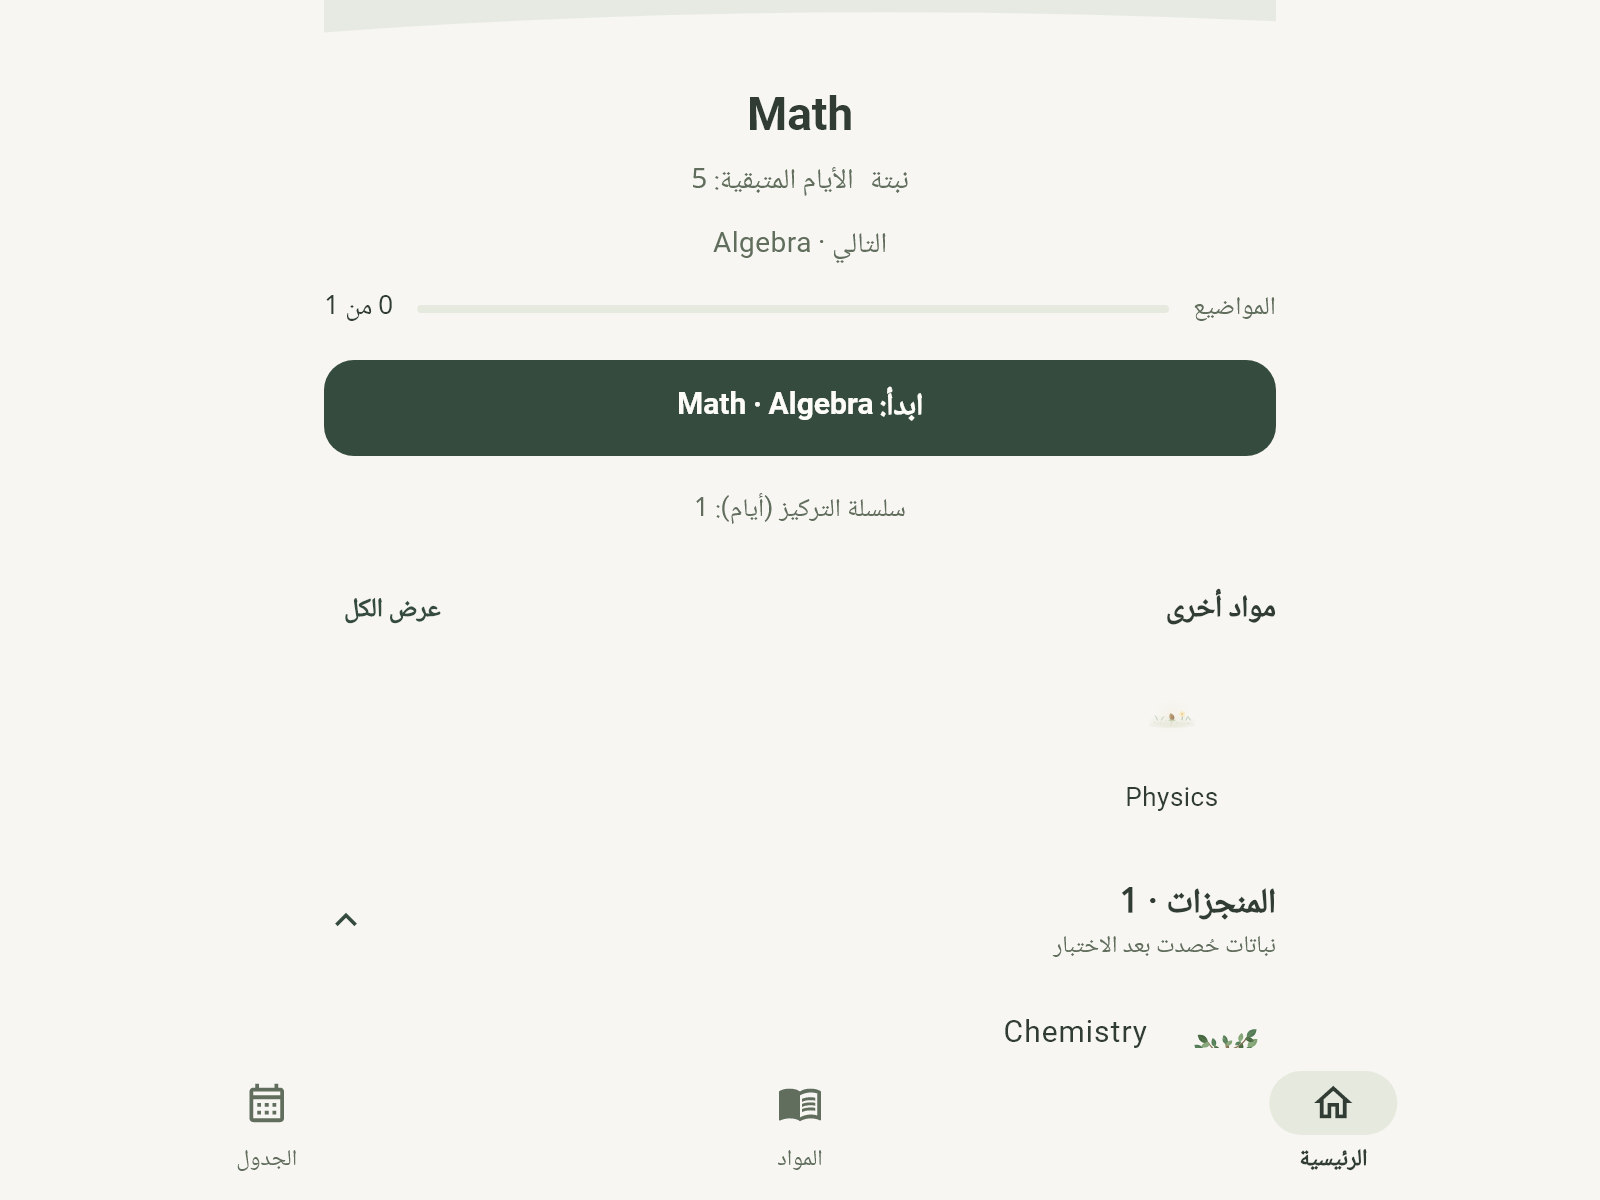 Math
نبتة الأيام المتبقية: 5
التالي · Algebra
المواضيع
0 من 1
ابدأ: Math · Algebra
سلسلة التركيز (أيام): 1
مواد أخرى
عرض الكل
Physics
المنجزات · 1
نباتات حُصدت بعد الاختبار
Chemistry
الرئيسية
المواد
الجدول